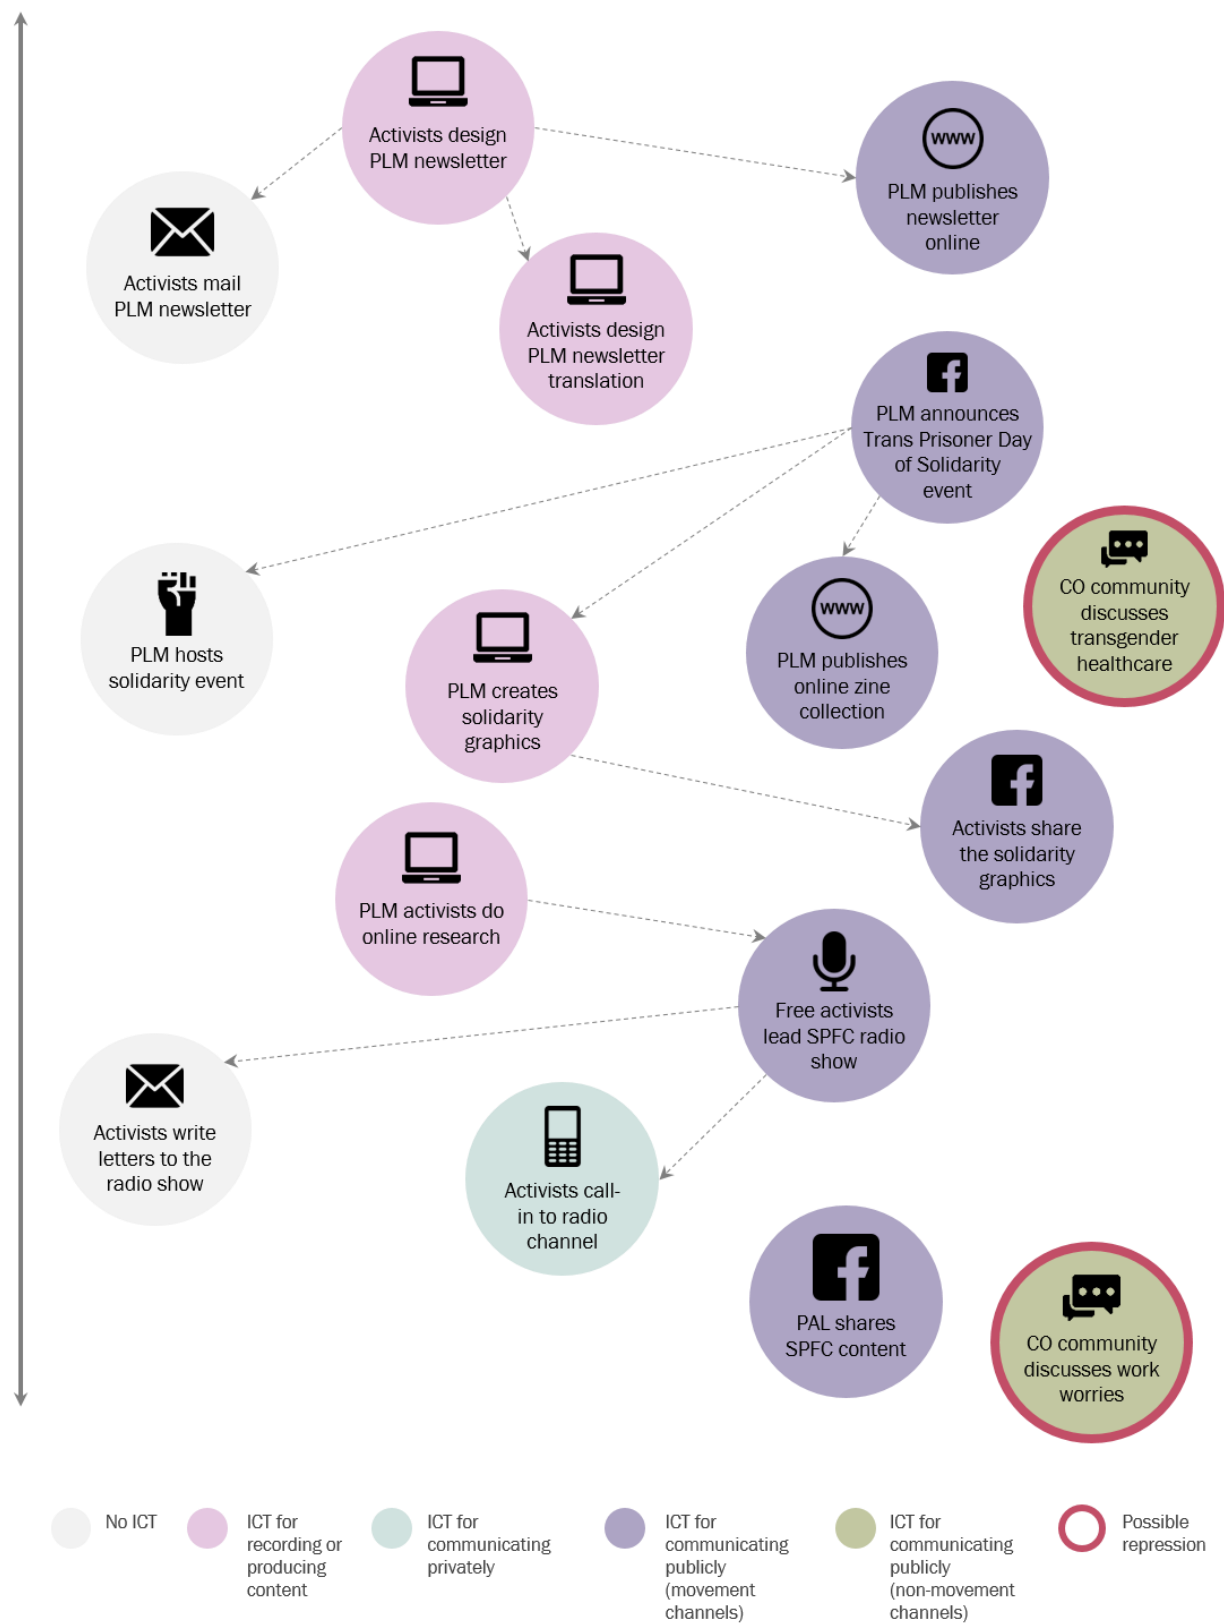 Activists design
PLM newsletter
WWW
PLM publishes
newsletter
online
Activists mail
PLM newsletter
Activists design
PLM newsletter
translation
PLM announces
Trans Prisoner Day
of Solidarity
event
CO community
discusses
transgender
healthcare
PLM hosts
solidarity event
PLM creates
solidarity
graphics
WWW
PLM publishes
online zine
collection
Activists share
the solidarity
graphics
PLM activists do
online research
Free activists
lead SPFC radio
show
Activists write
letters to the
radio show
Activists call-
in to radio
channel
PAL shares
SPFC content
CO community
discusses work
worries
No ICT
ICT for
recording or
producing
content
ICT for
communicating
privately
ICT for
communicating
publicly
(movement
channels)
ICT for
communicating
publicly
(non-movement
channels)
Possible
repression